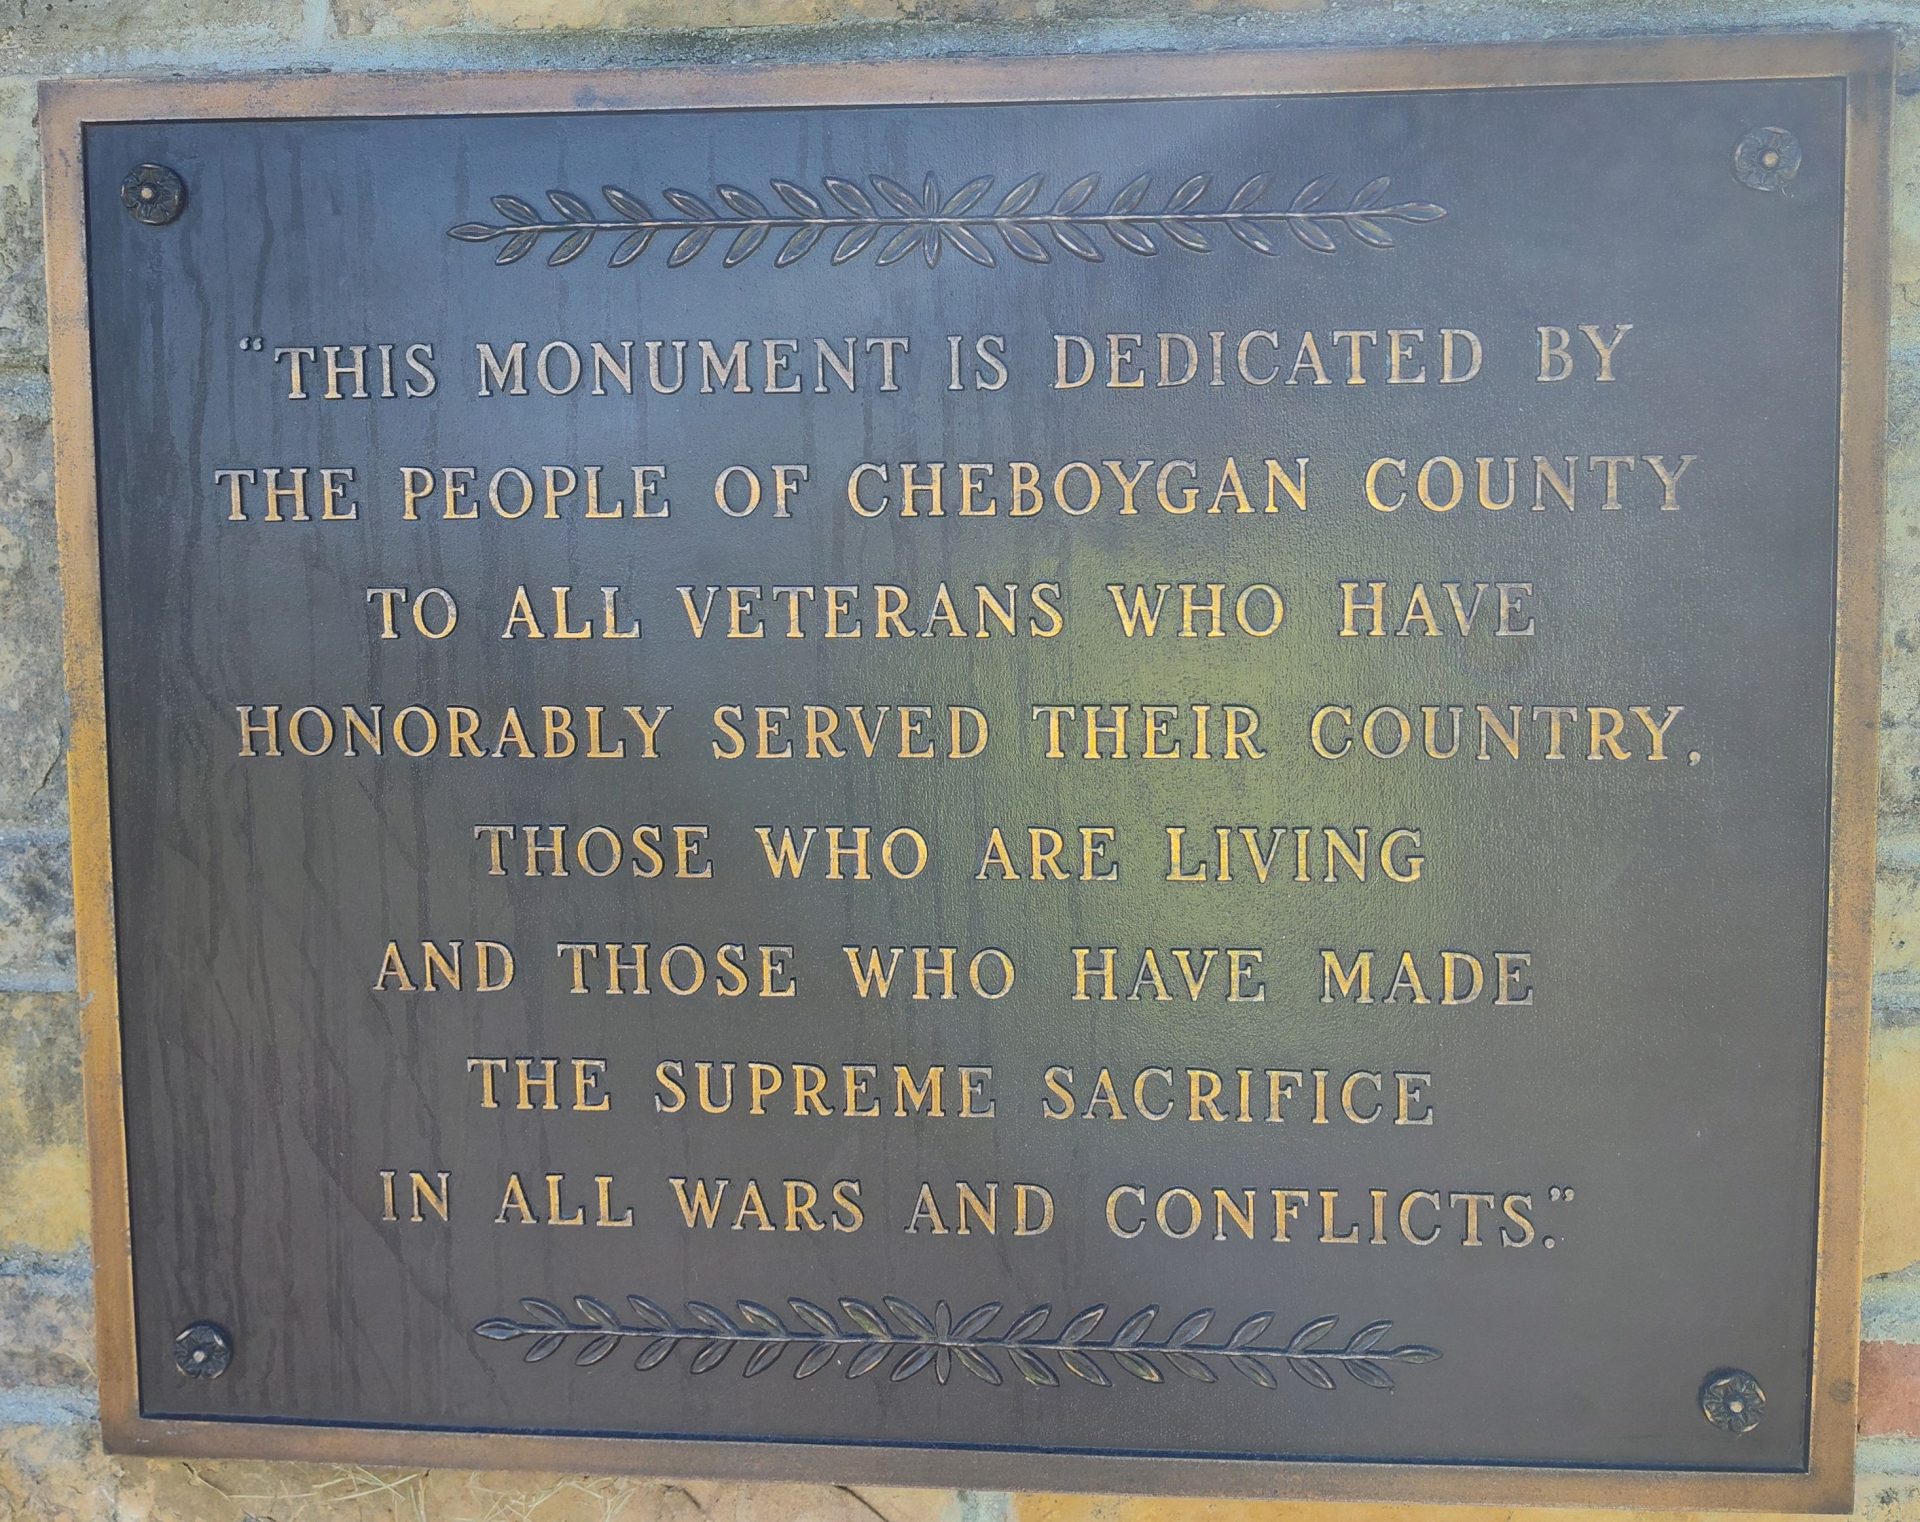 “THIS MONUMENT IS DEDICATED BY
THE PEOPLE OF CHEBOYGAN COUNTY
TO ALL VETERANS WHO HAVE
HONORABLY SERVED THEIR COUNTRY,
THOSE WHO ARE LIVING
AND THOSE WHO HAVE MADE
THE SUPREME SACRIFICE
IN ALL WARS AND CONFLICTS.”